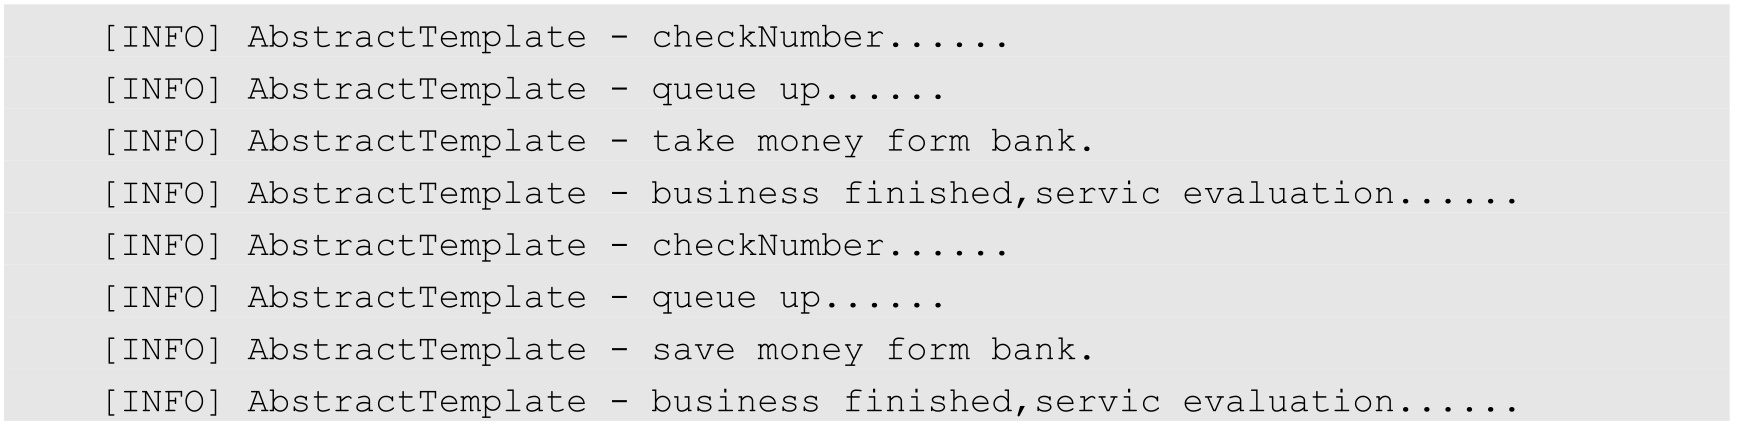 [INFO] AbstractTemplate - checkNumber......
[INFO] AbstractTemplate - queue up......
[INFO] AbstractTemplate - take money form bank.
[INFO] AbstractTemplate - business finished,servic evaluation......
[INFO] AbstractTemplate - checkNumber......
[INFO] AbstractTemplate - queue up......
[INFO] AbstractTemplate - save money form bank.
[INFO] AbstractTemplate - business finished,servic evaluation......